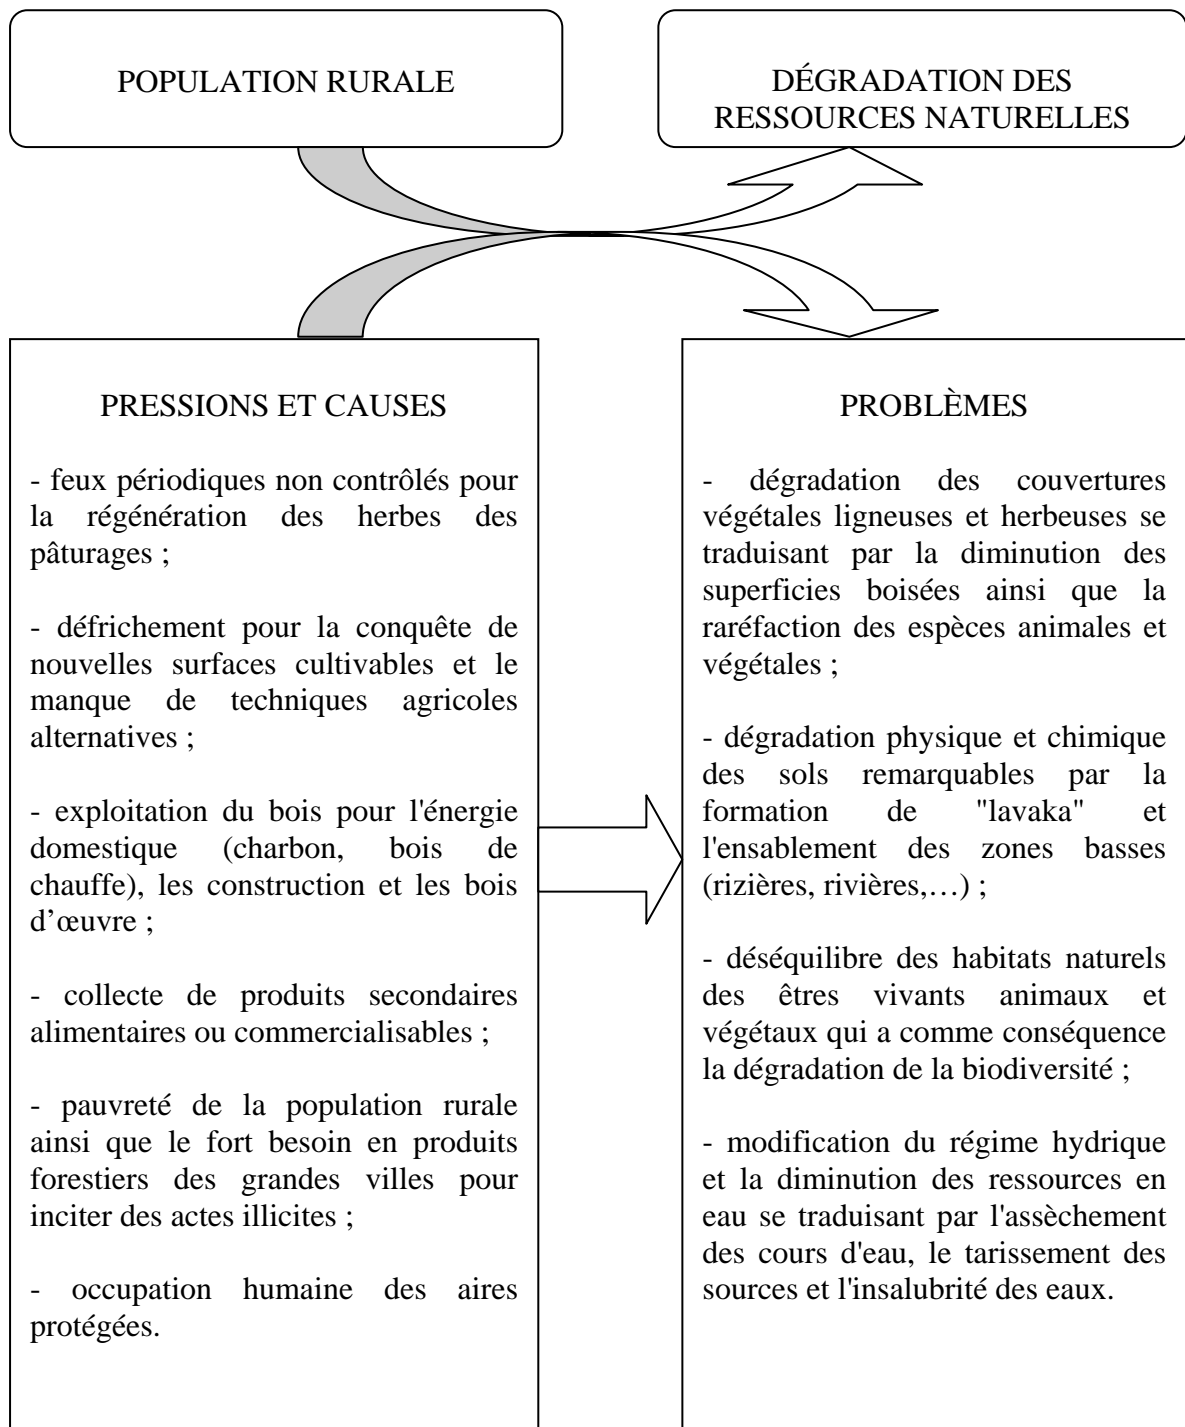 POPULATION RURALE
DÉGRADATION DES
RESSOURCES NATURELLES
PRESSIONS ET CAUSES
- feux périodiques non contrôlés pour
la régénération des herbes des
pâturages ;
- défrichement pour la conquête de
nouvelles surfaces cultivables et le
manque de techniques agricoles
alternatives ;
- exploitation du bois pour l'énergie
domestique (charbon, bois de
chauffe), les construction et les bois
d’œuvre ;
- collecte de produits secondaires
alimentaires ou commercialisables ;
- pauvreté de la population rurale
ainsi que le fort besoin en produits
forestiers des grandes villes pour
inciter des actes illicites ;
- occupation humaine des aires
protégées.
PROBLÈMES
- dégradation des couvertures
végétales ligneuses et herbeuses se
traduisant par la diminution des
superficies boisées ainsi que la
raréfaction des espèces animales et
végétales ;
- dégradation physique et chimique
des sols remarquables par la
formation de "lavaka" et
l'ensablement des zones basses
(rizières, rivières,…) ;
- déséquilibre des habitats naturels
des êtres vivants animaux et
végétaux qui a comme conséquence
la dégradation de la biodiversité ;
- modification du régime hydrique
et la diminution des ressources en
eau se traduisant par l'assèchement
des cours d'eau, le tarissement des
sources et l'insalubrité des eaux.